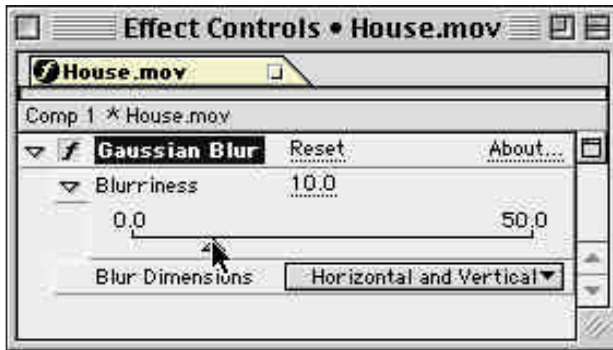 Effect Controls • House.mov
House.mov
Comp 1 * House.mov
Gaussian Blur Reset About...
Blurriness 10.0
0.0 50.0
Blur Dimensions Horizontal and Vertical